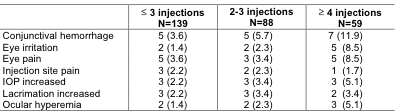 ≤ 3 injections 2-3 injections ≥ 4 injections
N=139 N=88 N=59
Conjunctival hemorrhage 5 (3.6) 5 (5.7) 7 (11.9)
Eye irritation 2 (1.4) 2 (2.3) 5 (8.5)
Eye pain 5 (3.6) 3 (3.4) 5 (8.5)
Injection site pain 3 (2.2) 2 (2.3) 1 (1.7)
IOP increased 3 (2.2) 3 (3.4) 3 (5.1)
Lacrimation increased 3 (2.2) 3 (3.4) 2 (3.4)
Ocular hyperemia 2 (1.4) 2 (2.3) 3 (5.1)